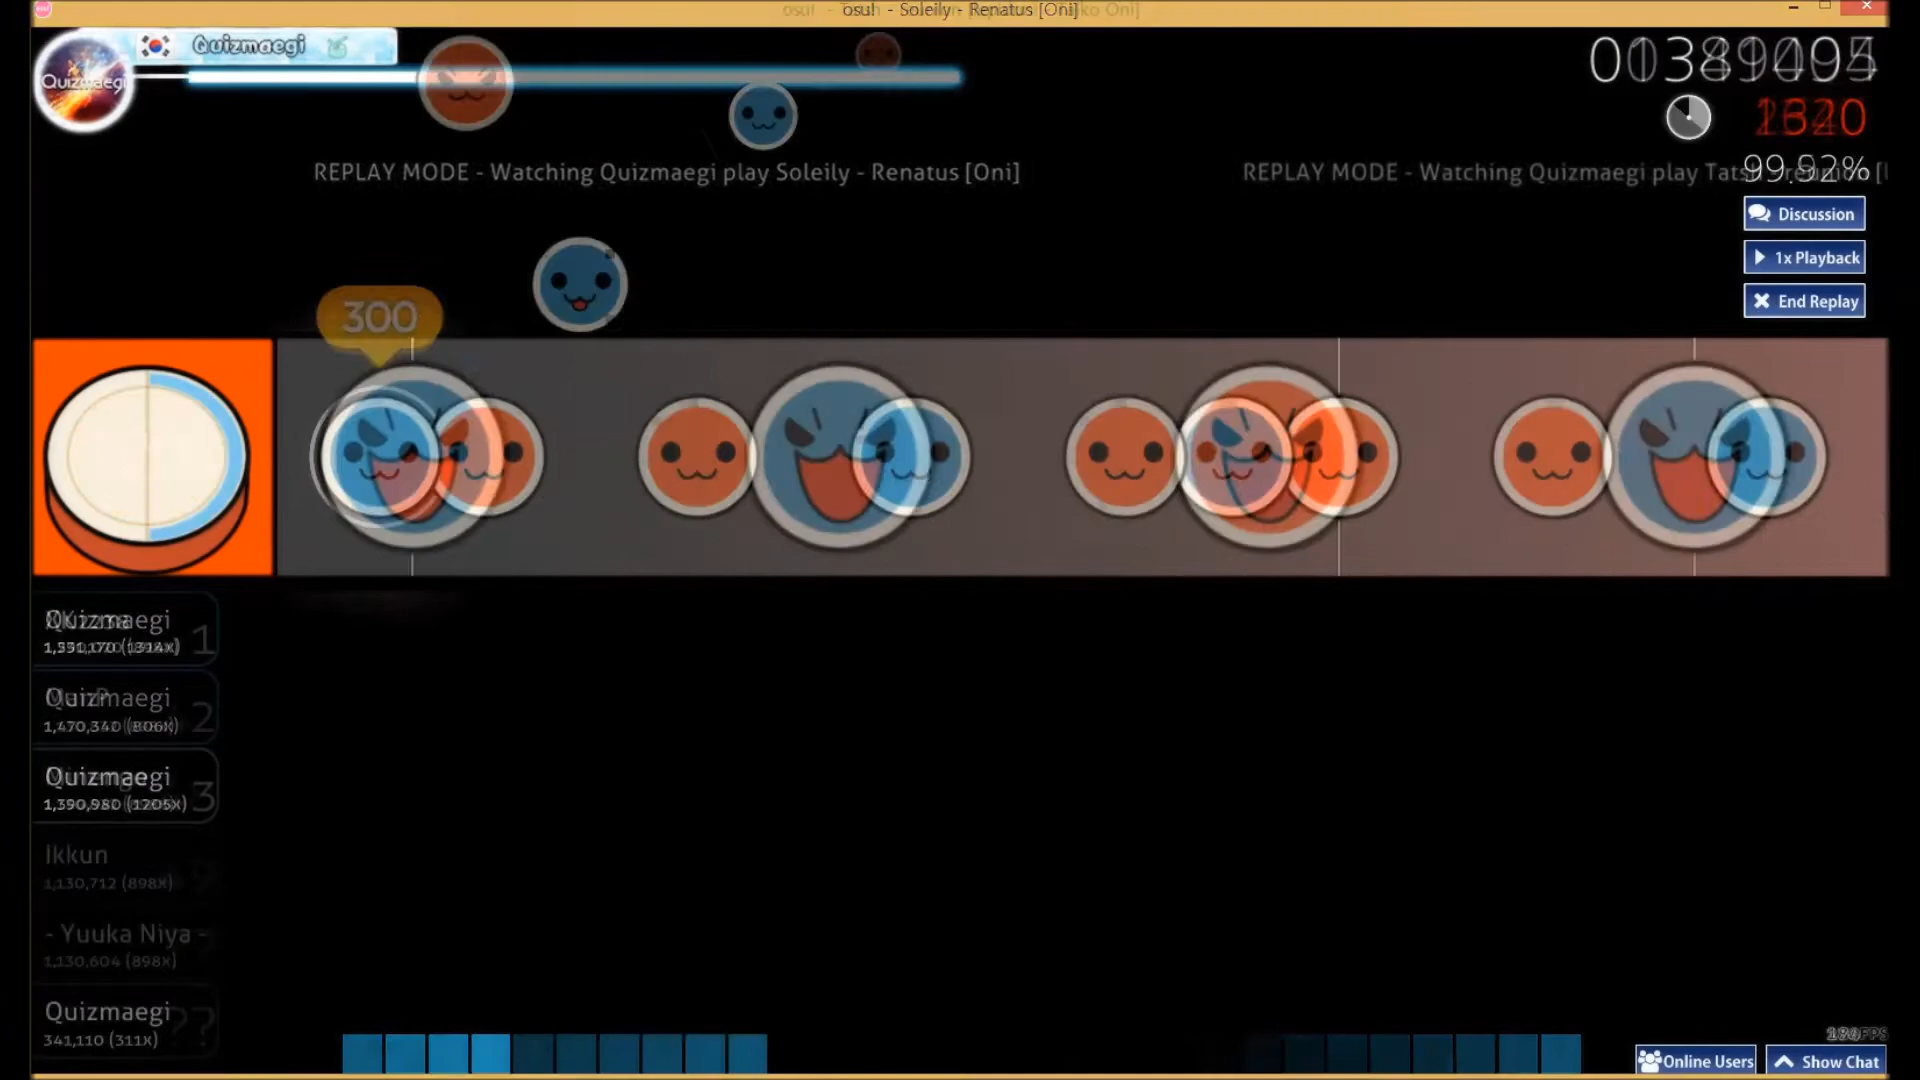 osu! - Soleily - Renatus [Oni]
Quizmaegi
Quizmaegi
REPLAY MODE - Watching Quizmaegi play Soleily - Renatus [Oni]
REPLAY MODE - Watching Quizmaegi play
Discussion
1x Playback
End Replay
300
Quizmaegi
1
Quizmaegi
1,470,340 (806x)
2
Quizmaegi
1,390,980 (1205x)
3
Ikkun
1,130,712 (898x)
- Yuuka Niya -
1,130,604 (898x)
Quizmaegi
341,110 (311x)
??
Online Users
Show Chat